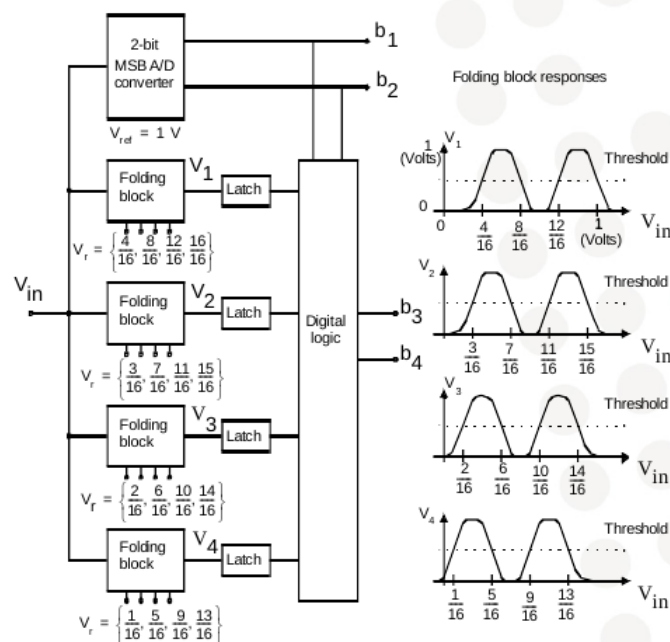 2-bit
MSB A/D
converter
b1
b2
Vref = 1 V
Folding block responses
Folding
block
V1
Latch
Vr = {4/16, 8/16, 12/16, 16/16}
Vin
Folding
block
V2
Latch
Vr = {3/16, 7/16, 11/16, 15/16}
Digital
logic
b3
b4
Folding
block
V3
Latch
Vr = {2/16, 6/16, 10/16, 14/16}
Folding
block
V4
Latch
Vr = {1/16, 5/16, 9/16, 13/16}
1 V1
(Volts)
Threshold
0
0 4/16 8/16 12/16 1 Vin
(Volts)
V2
Threshold
3/16 7/16 11/16 15/16 Vin
V3
Threshold
2/16 6/16 10/16 14/16 Vin
V4
Threshold
1/16 5/16 9/16 13/16 Vin